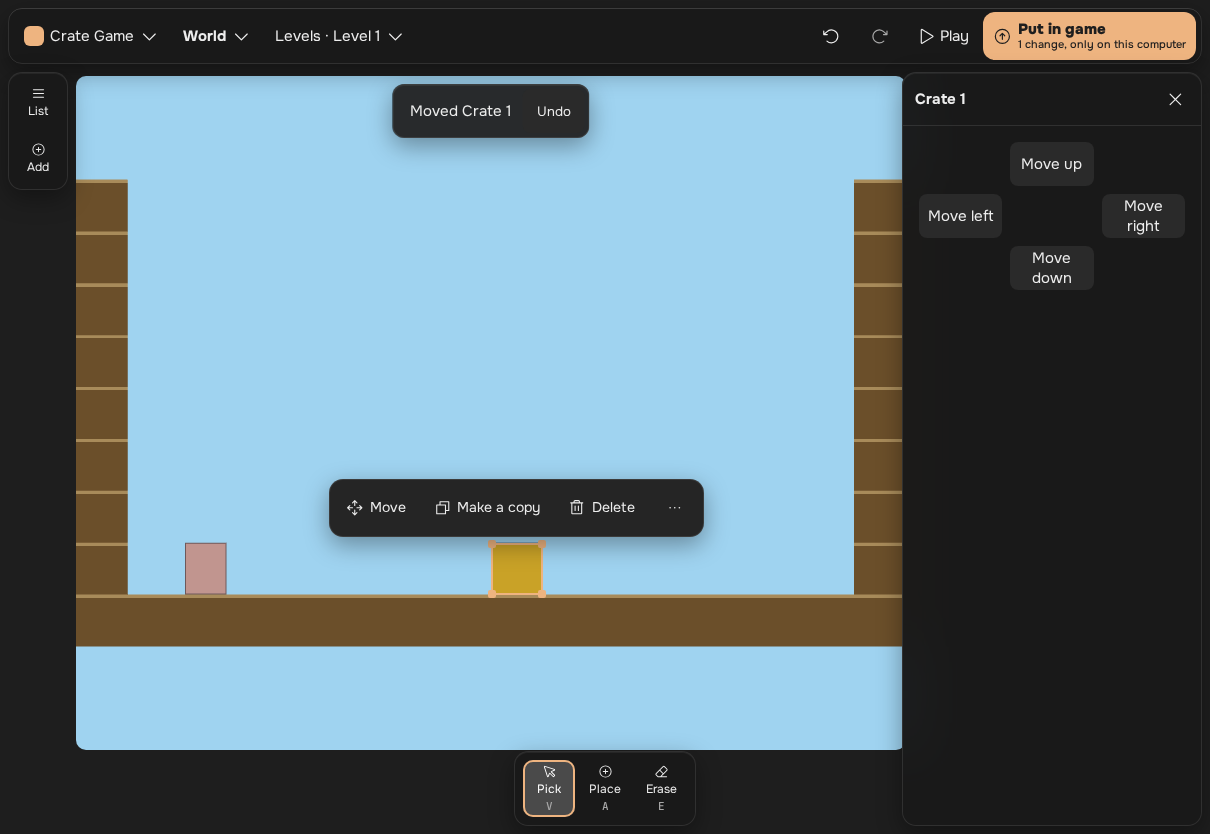 Crate Game
World
Levels · Level 1
Play
Put in game
1 change, only on this computer
List
Add
Moved Crate 1
Undo
Crate 1
Move up
Move left
Move
right
Move
down
Move
Make a copy
Delete
···
Pick
V
Place
A
Erase
E